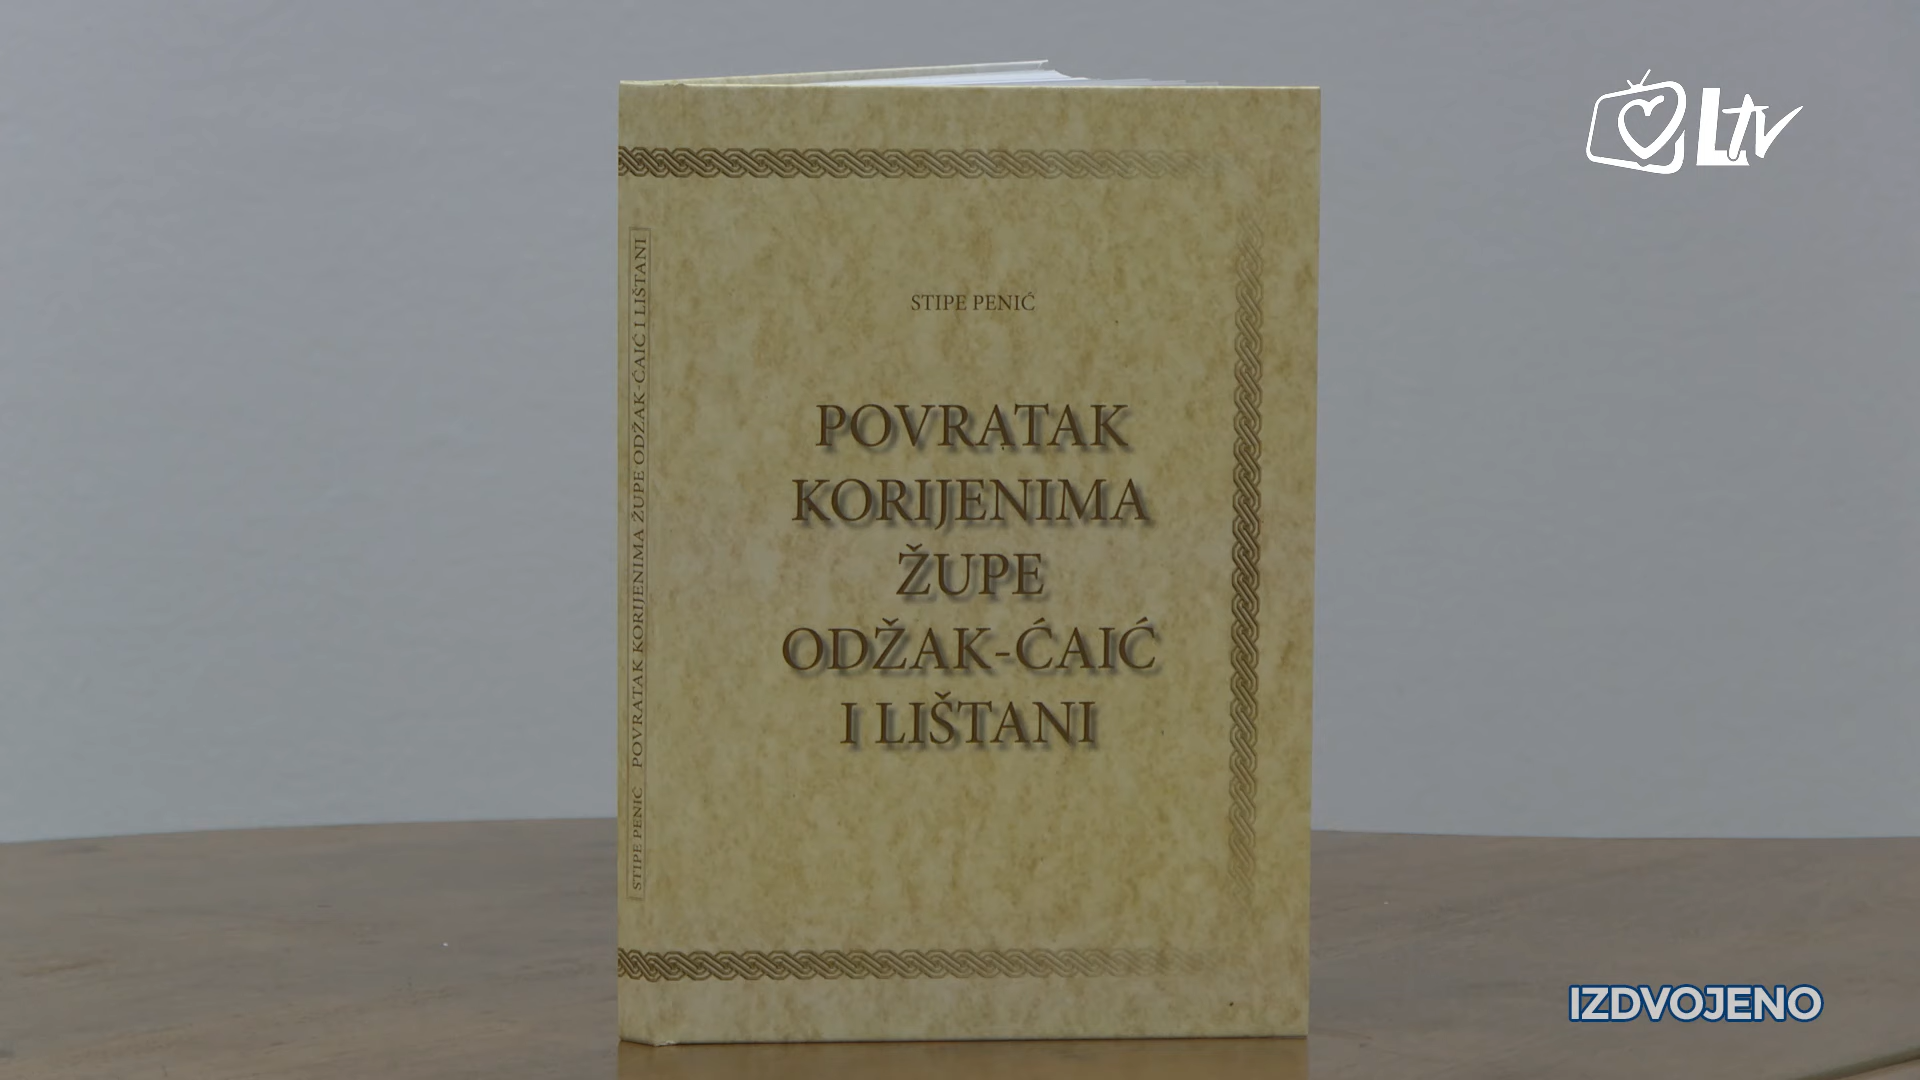 STIPE PENIĆ
POVRATAK
KORIJENIMA
ŽUPE
ODŽAK-ĆAIĆ
I LIŠTANI
STIPE PENIĆ POVRATAK KORIJENIMA ŽUPE ODŽAK-ĆAIĆ I LIŠTANI
LTV
IZDVOJENO